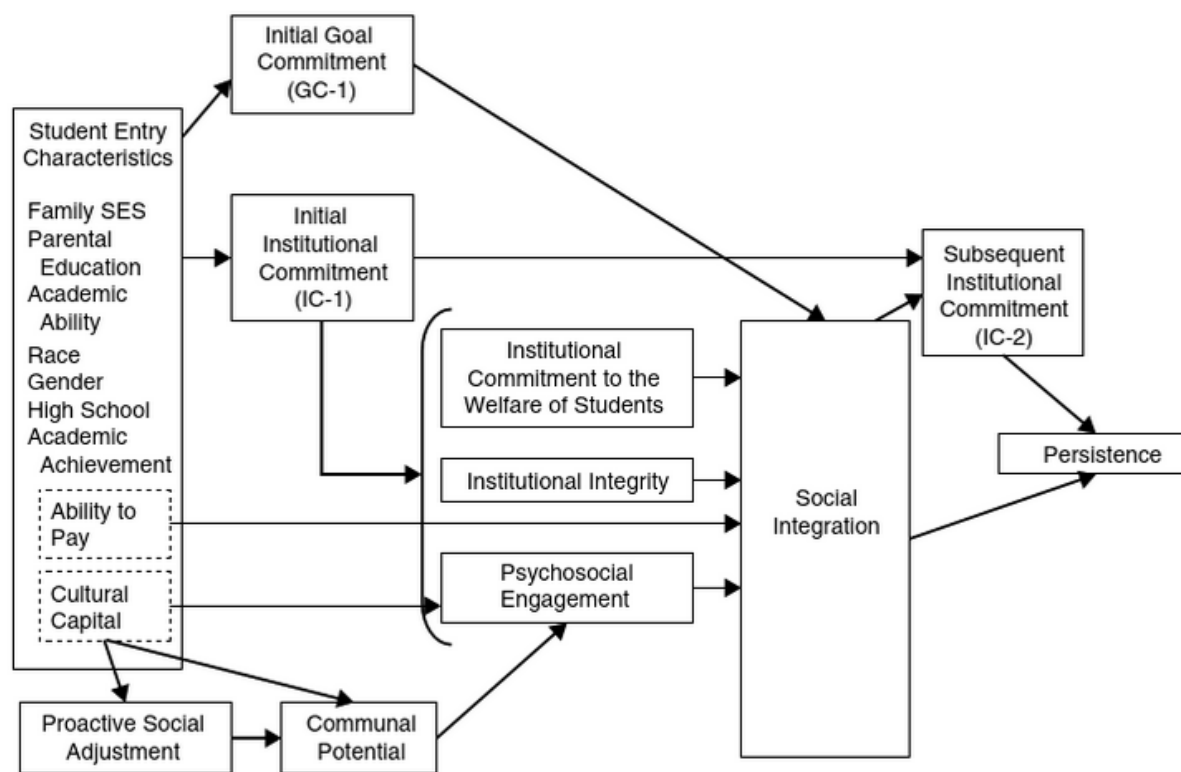 Initial Goal
Commitment
(GC-1)
Student Entry
Characteristics
Family SES
Parental
Education
Academic
Ability
Race
Gender
High School
Academic
Achievement
Ability to
Pay
Cultural
Capital
Initial
Institutional
Commitment
(IC-1)
Institutional
Commitment to the
Welfare of Students
Institutional Integrity
Psychosocial
Engagement
Proactive Social
Adjustment
Communal
Potential
Social
Integration
Subsequent
Institutional
Commitment
(IC-2)
Persistence